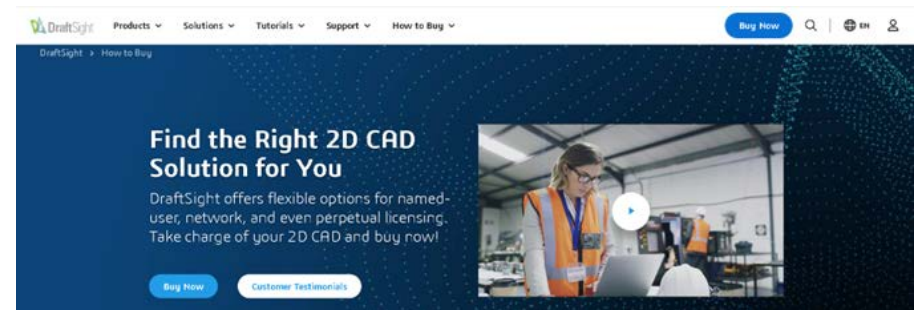 DraftSight Products Solutions Tutorials Support How to Buy Buy Now EN
DraftSight > How to Buy
Find the Right 2D CAD
Solution for You
DraftSight offers flexible options for named-
user, network, and even perpetual licensing.
Take charge of your 2D CAD and buy now!
Buy Now Customer Testimonials